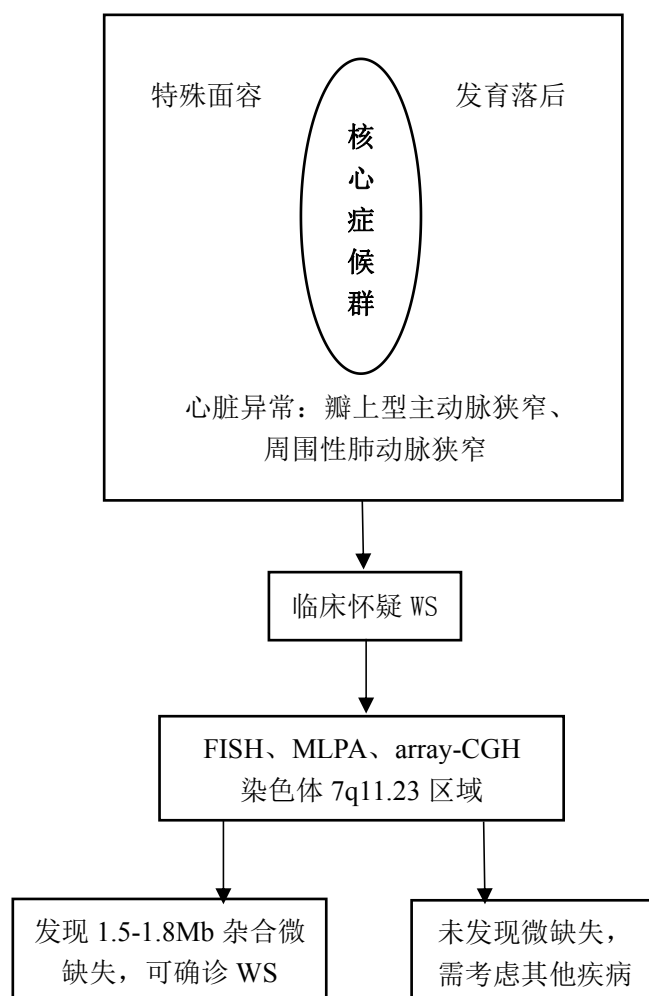 特殊面容
发育落后
核
心
症
候
群
心脏异常：瓣上型主动脉狭窄、
周围性肺动脉狭窄
临床怀疑 WS
FISH、MLPA、array-CGH
染色体 7q11.23 区域
发现 1.5-1.8Mb 杂合微
缺失，可确诊 WS
未发现微缺失，
需考虑其他疾病